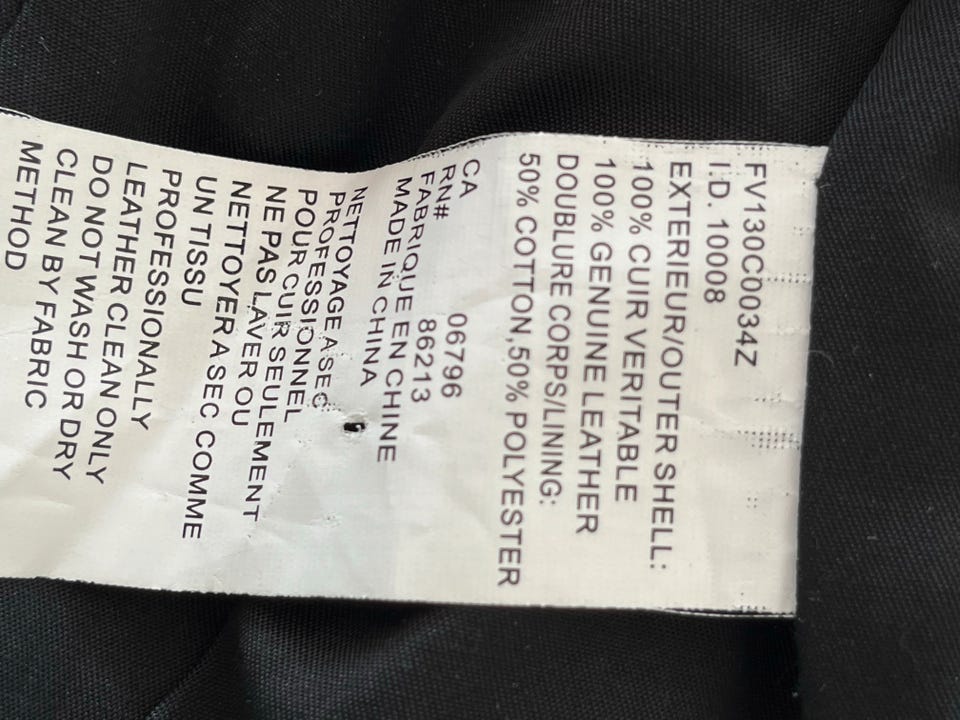 FV130C0034Z
I.D. 10008
EXTERIEUR/OUTER SHELL:
100% CUIR VERITABLE
100% GENUINE LEATHER
DOUBLURE CORPS/LINING:
50% COTTON,50% POLYESTER
CA 06796
RN# 86213
FABRIQUE EN CHINE
MADE IN CHINA
NETTOYAGE A SEC
PROFESSIONNEL
POUR CUIR SEULEMENT
NE PAS LAVER OU
NETTOYER A SEC COMME
UN TISSU
PROFESSIONALLY
LEATHER CLEAN ONLY
DO NOT WASH OR DRY
CLEAN BY FABRIC
METHOD